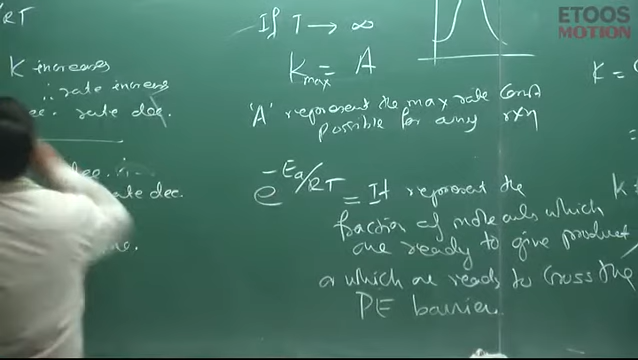 RT
K increases
∴ rate increas
dec. rate dec.
dec.
rate dec.
If T → ∞
Kmax = A
'A' represent the max rate const
possible for any rxn
e^-Ea/RT = It represent the
fraction of molecules which
are ready to give product
or which are ready to cross the
PE barrier.
K =
=
K
ETOOS
MOTION